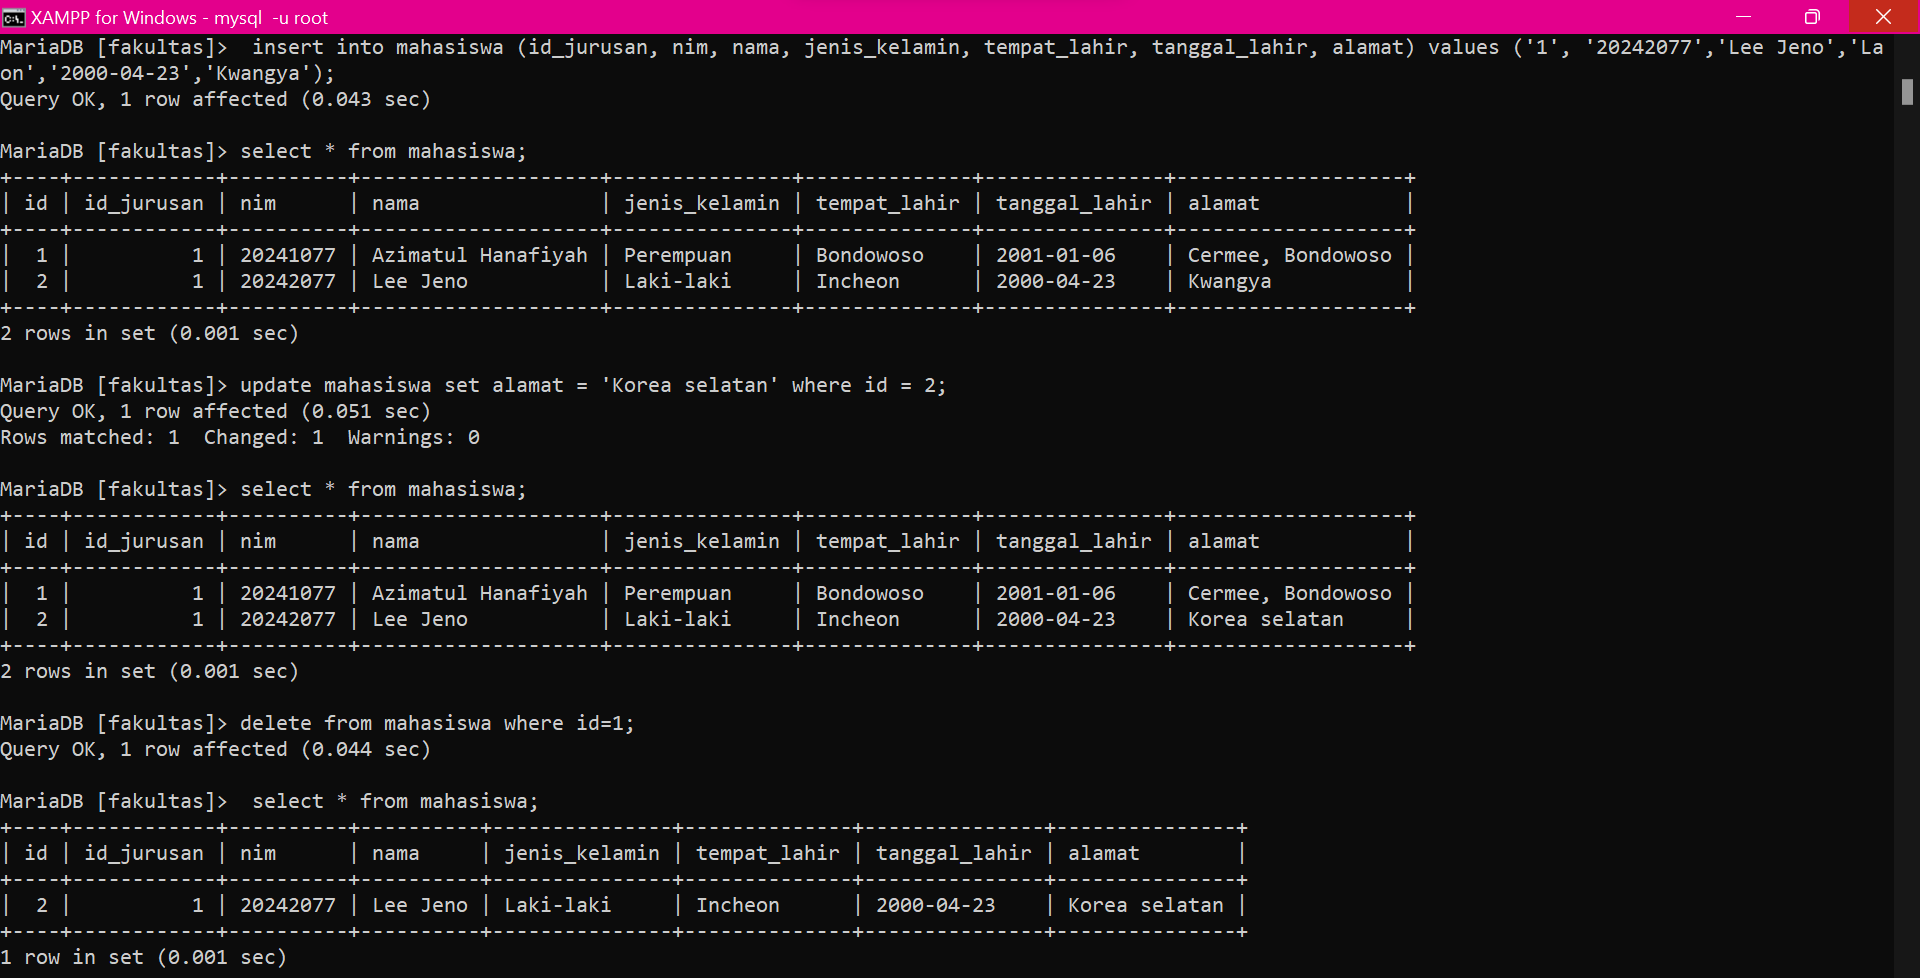 XAMPP for Windows - mysql -u root
MariaDB [fakultas]>  insert into mahasiswa (id_jurusan, nim, nama, jenis_kelamin, tempat_lahir, tanggal_lahir, alamat) values ('1', '20242077','Lee Jeno','La
on','2000-04-23','Kwangya');
Query OK, 1 row affected (0.043 sec)

MariaDB [fakultas]> select * from mahasiswa;
+----+------------+----------+--------------------+---------------+--------------+---------------+-------------------+
| id | id_jurusan | nim      | nama               | jenis_kelamin | tempat_lahir | tanggal_lahir | alamat            |
+----+------------+----------+--------------------+---------------+--------------+---------------+-------------------+
|  1 |          1 | 20241077 | Azimatul Hanafiyah | Perempuan     | Bondowoso    | 2001-01-06    | Cermee, Bondowoso |
|  2 |          1 | 20242077 | Lee Jeno           | Laki-laki     | Incheon      | 2000-04-23    | Kwangya           |
+----+------------+----------+--------------------+---------------+--------------+---------------+-------------------+
2 rows in set (0.001 sec)

MariaDB [fakultas]> update mahasiswa set alamat = 'Korea selatan' where id = 2;
Query OK, 1 row affected (0.051 sec)
Rows matched: 1  Changed: 1  Warnings: 0

MariaDB [fakultas]> select * from mahasiswa;
+----+------------+----------+--------------------+---------------+--------------+---------------+-------------------+
| id | id_jurusan | nim      | nama               | jenis_kelamin | tempat_lahir | tanggal_lahir | alamat            |
+----+------------+----------+--------------------+---------------+--------------+---------------+-------------------+
|  1 |          1 | 20241077 | Azimatul Hanafiyah | Perempuan     | Bondowoso    | 2001-01-06    | Cermee, Bondowoso |
|  2 |          1 | 20242077 | Lee Jeno           | Laki-laki     | Incheon      | 2000-04-23    | Korea selatan     |
+----+------------+----------+--------------------+---------------+--------------+---------------+-------------------+
2 rows in set (0.001 sec)

MariaDB [fakultas]> delete from mahasiswa where id=1;
Query OK, 1 row affected (0.044 sec)

MariaDB [fakultas]>  select * from mahasiswa;
+----+------------+----------+----------+---------------+--------------+---------------+---------------+
| id | id_jurusan | nim      | nama     | jenis_kelamin | tempat_lahir | tanggal_lahir | alamat        |
+----+------------+----------+----------+---------------+--------------+---------------+---------------+
|  2 |          1 | 20242077 | Lee Jeno | Laki-laki     | Incheon      | 2000-04-23    | Korea selatan |
+----+------------+----------+----------+---------------+--------------+---------------+---------------+
1 row in set (0.001 sec)